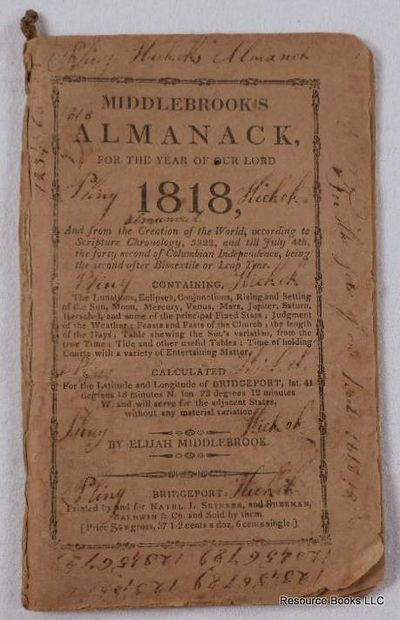 Pliny Hickok Almanck
MIDDLEBROOK'S
his
ALMANACK,
FOR THE YEAR OF OUR LORD
Pliny 1818, Hickok
almanack
And from the Creation of the World, according to
Scripture Chronology, 5822, and till July 4th,
the forty second of Columbian Independence, being
the second after Bissextile or Leap Year.
Pliny CONTAINING, Hickok
The Lunations, Eclipses, Conjunctions, Rising and Setting
of the Sun, Moon, Mercury, Venus, Mars, Jupiter, Saturn,
Herschel, and some of the principal Fixed Stars; Judgment
of the Weather; Feasts and Fasts of the Church; the length
of the Days; Table shewing the Sun's variation, from the
true Time; Tide and other useful Tables; Time of holding
Courts with a variety of Entertaining Matter.
CALCULATED
For the Latitude and Longitude of BRIDGEPORT, lat. 41
degrees 18 minutes N. lon 73 degrees 12 minutes
W. and will serve for the adjacent States,
without any material variation.
Pliny Hickok
BY ELIJAH MIDDLEBROOK.
Pliny BRIDGEPORT, Hickok
Printed by and for NATHL. L. SKINNER, and SHERMAN,
BALDWIN & Co. and Sold by them.
[Price $4 a gross, 37 1-2 cents a doz, 6 cents single]
123456789 123456789
123456789
Resource Books LLC